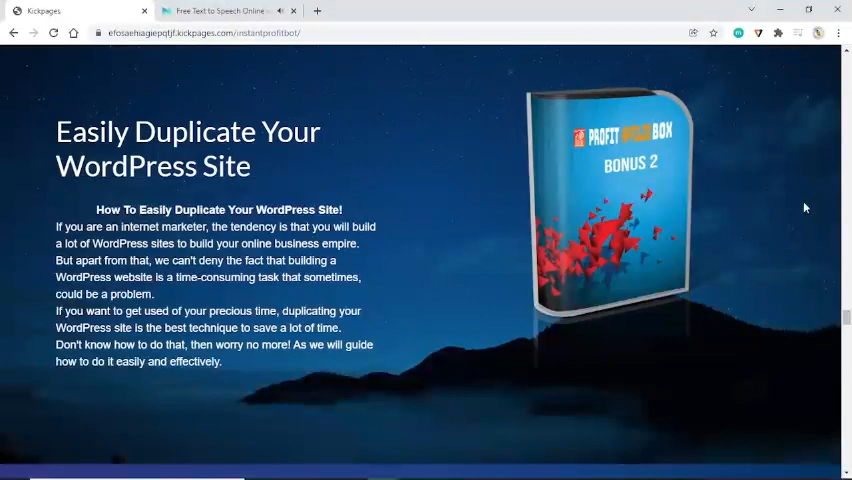 Kickpages
Free Text to Speech Online
efosaehiagiepqtjf.kickpages.com/instantprofitbot/
Easily Duplicate Your
WordPress Site
How To Easily Duplicate Your WordPress Site!
If you are an internet marketer, the tendency is that you will build
a lot of WordPress sites to build your online business empire.
But apart from that, we can't deny the fact that building a
WordPress website is a time-consuming task that sometimes,
could be a problem.
If you want to get used of your precious time, duplicating your
WordPress site is the best technique to save a lot of time.
Don't know how to do that, then worry no more! As we will guide
how to do it easily and effectively.
PROFIT BOX
BONUS 2